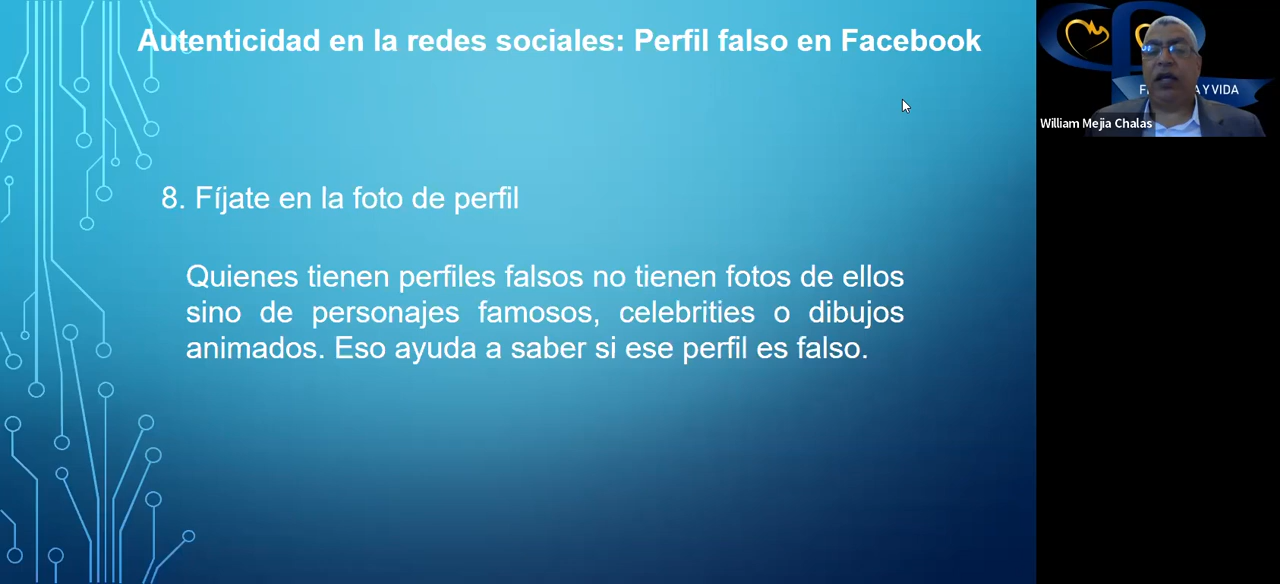 Autenticidad en la redes sociales: Perfil falso en Facebook
8. Fíjate en la foto de perfil
Quienes tienen perfiles falsos no tienen fotos de ellos
sino de personajes famosos, celebrities o dibujos
animados. Eso ayuda a saber si ese perfil es falso.
Y VIDA
William Mejia Chalas